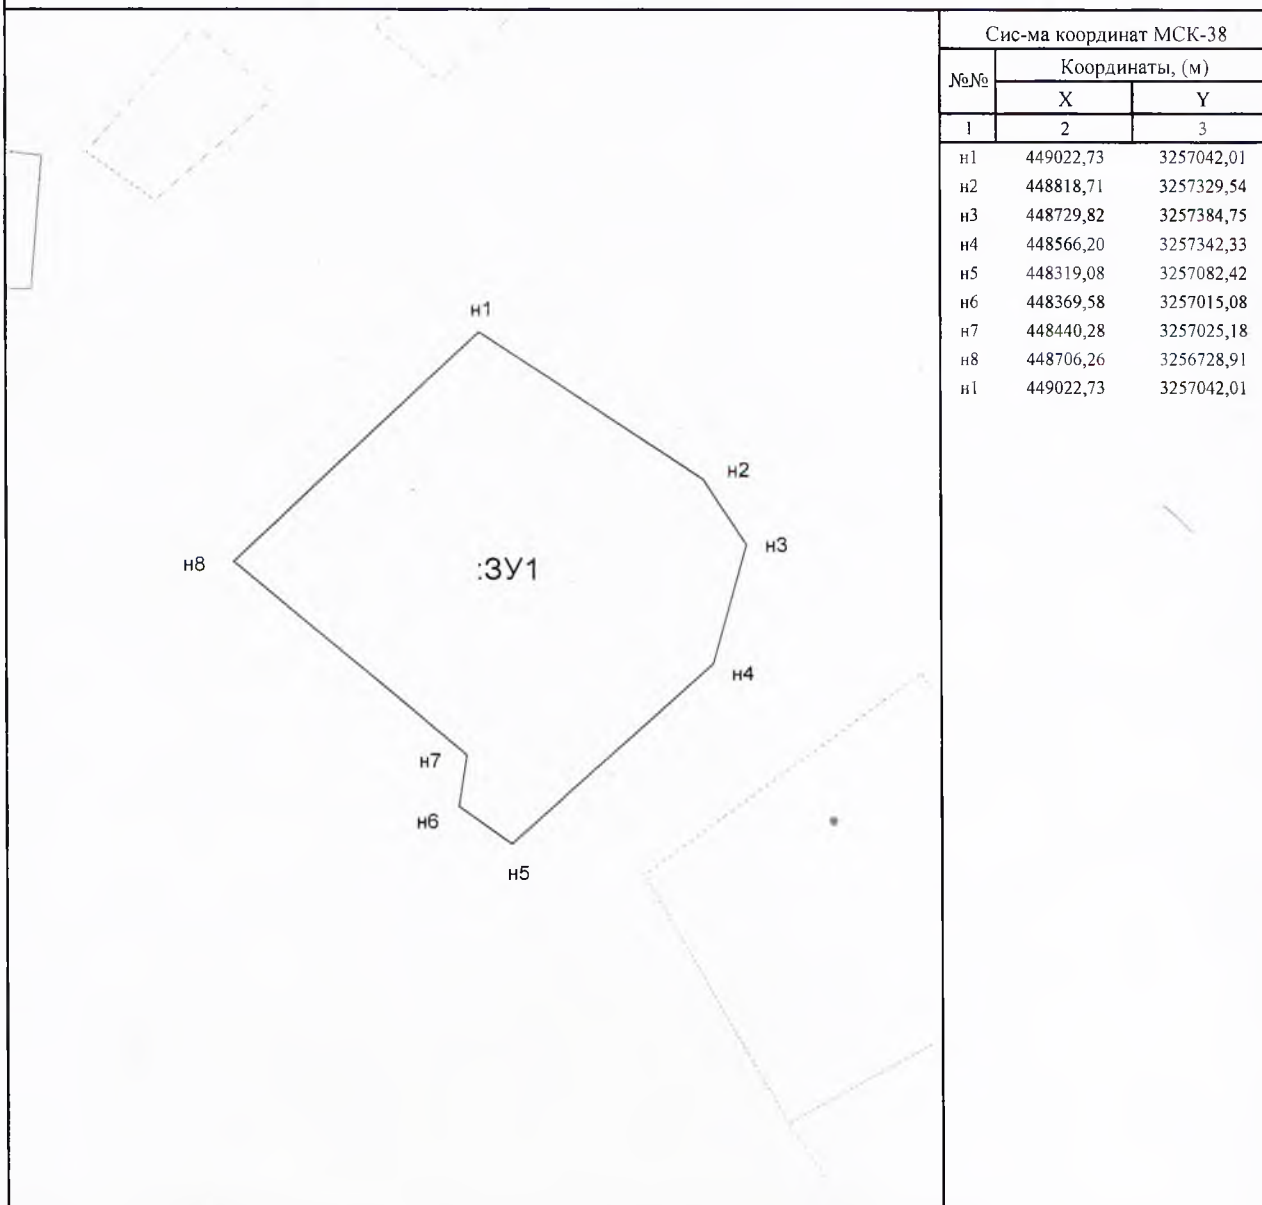 Сис-ма координат МСК-38
№№ Координаты, (м)
X Y
1 2 3
н1 449022,73 3257042,01
н2 448818,71 3257329,54
н3 448729,82 3257384,75
н4 448566,20 3257342,33
н5 448319,08 3257082,42
н6 448369,58 3257015,08
н7 448440,28 3257025,18
н8 448706,26 3256728,91
н1 449022,73 3257042,01
н1
н2
н3
н8
:ЗУ1
н4
н7
н6
н5